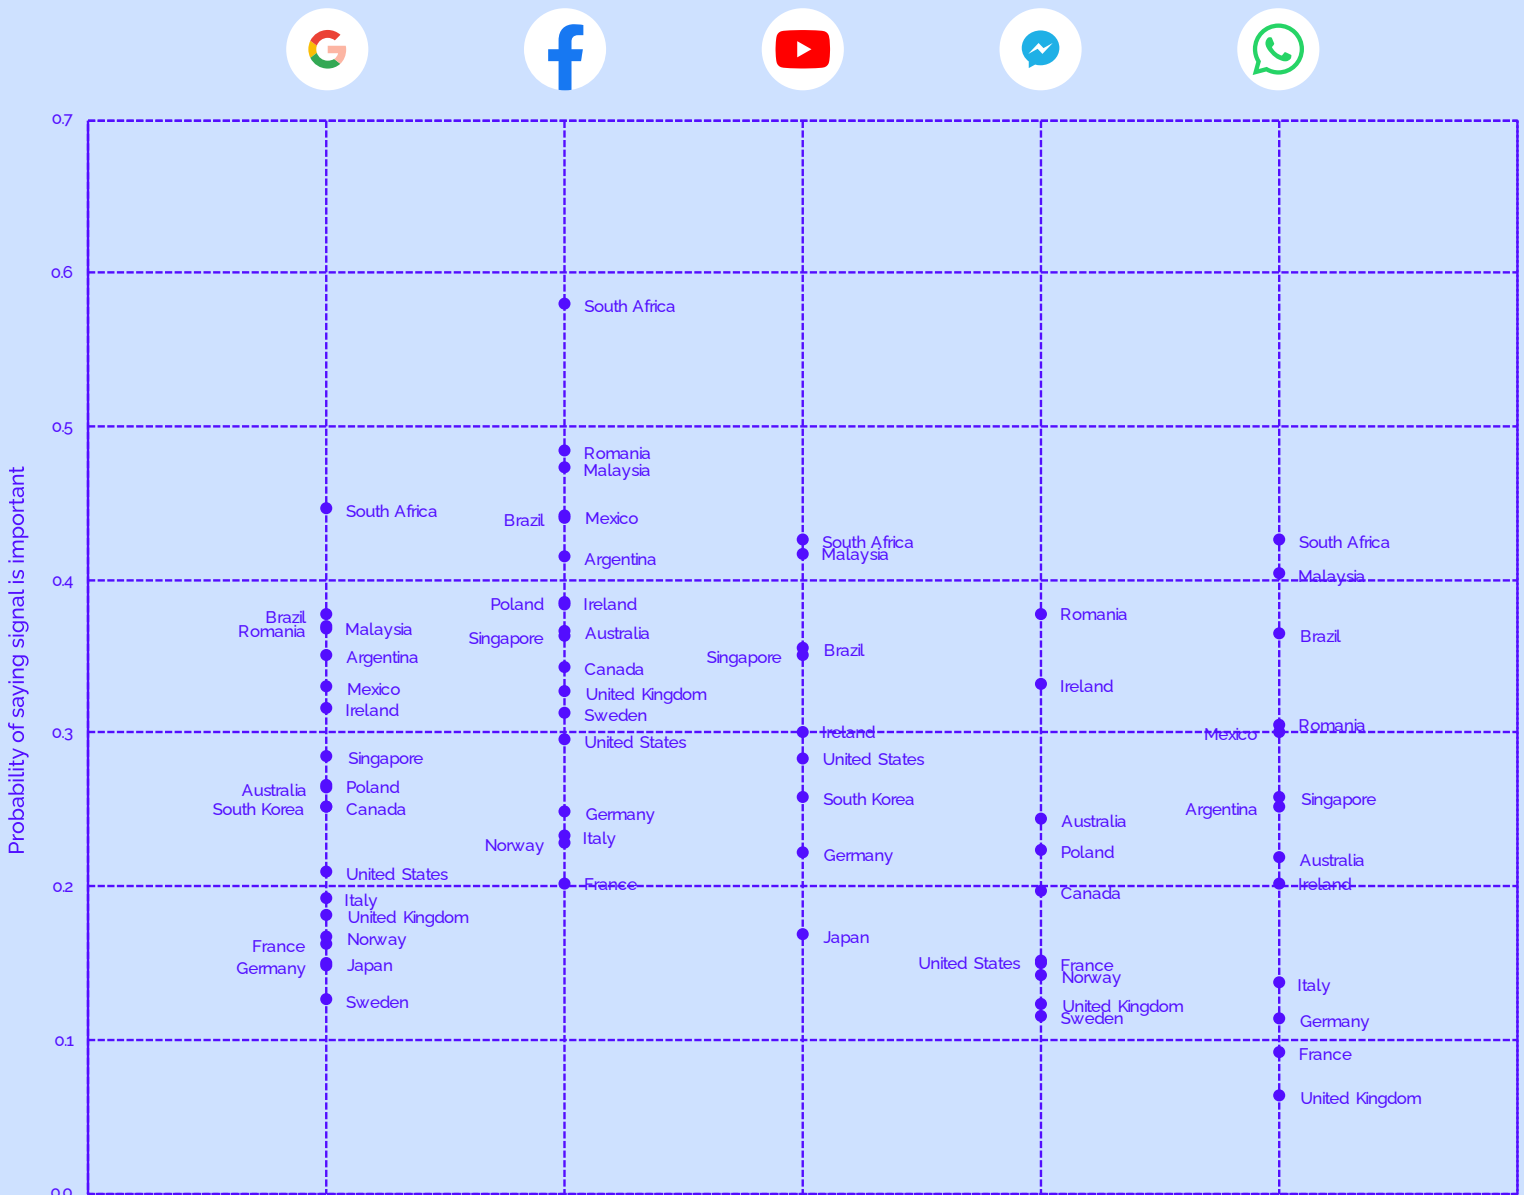 0.7
0.6
0.5
0.4
0.3
0.2
0.1
0.0
Probability of saying signal is important
South Africa
Brazil
Romania
Malaysia
Argentina
Mexico
Ireland
Singapore
Australia
Poland
South Korea
Canada
United States
Italy
United Kingdom
France
Norway
Germany
Japan
Sweden
South Africa
Romania
Malaysia
Brazil
Mexico
Argentina
Poland
Ireland
Singapore
Australia
Canada
United Kingdom
Sweden
United States
Germany
Norway
Italy
France
South Africa
Malaysia
Singapore
Brazil
Ireland
United States
South Korea
Germany
Japan
Romania
Ireland
Australia
Poland
Canada
United States
France
Norway
United Kingdom
Sweden
South Africa
Malaysia
Brazil
Mexico
Romania
Argentina
Singapore
Australia
Ireland
Italy
Germany
France
United Kingdom